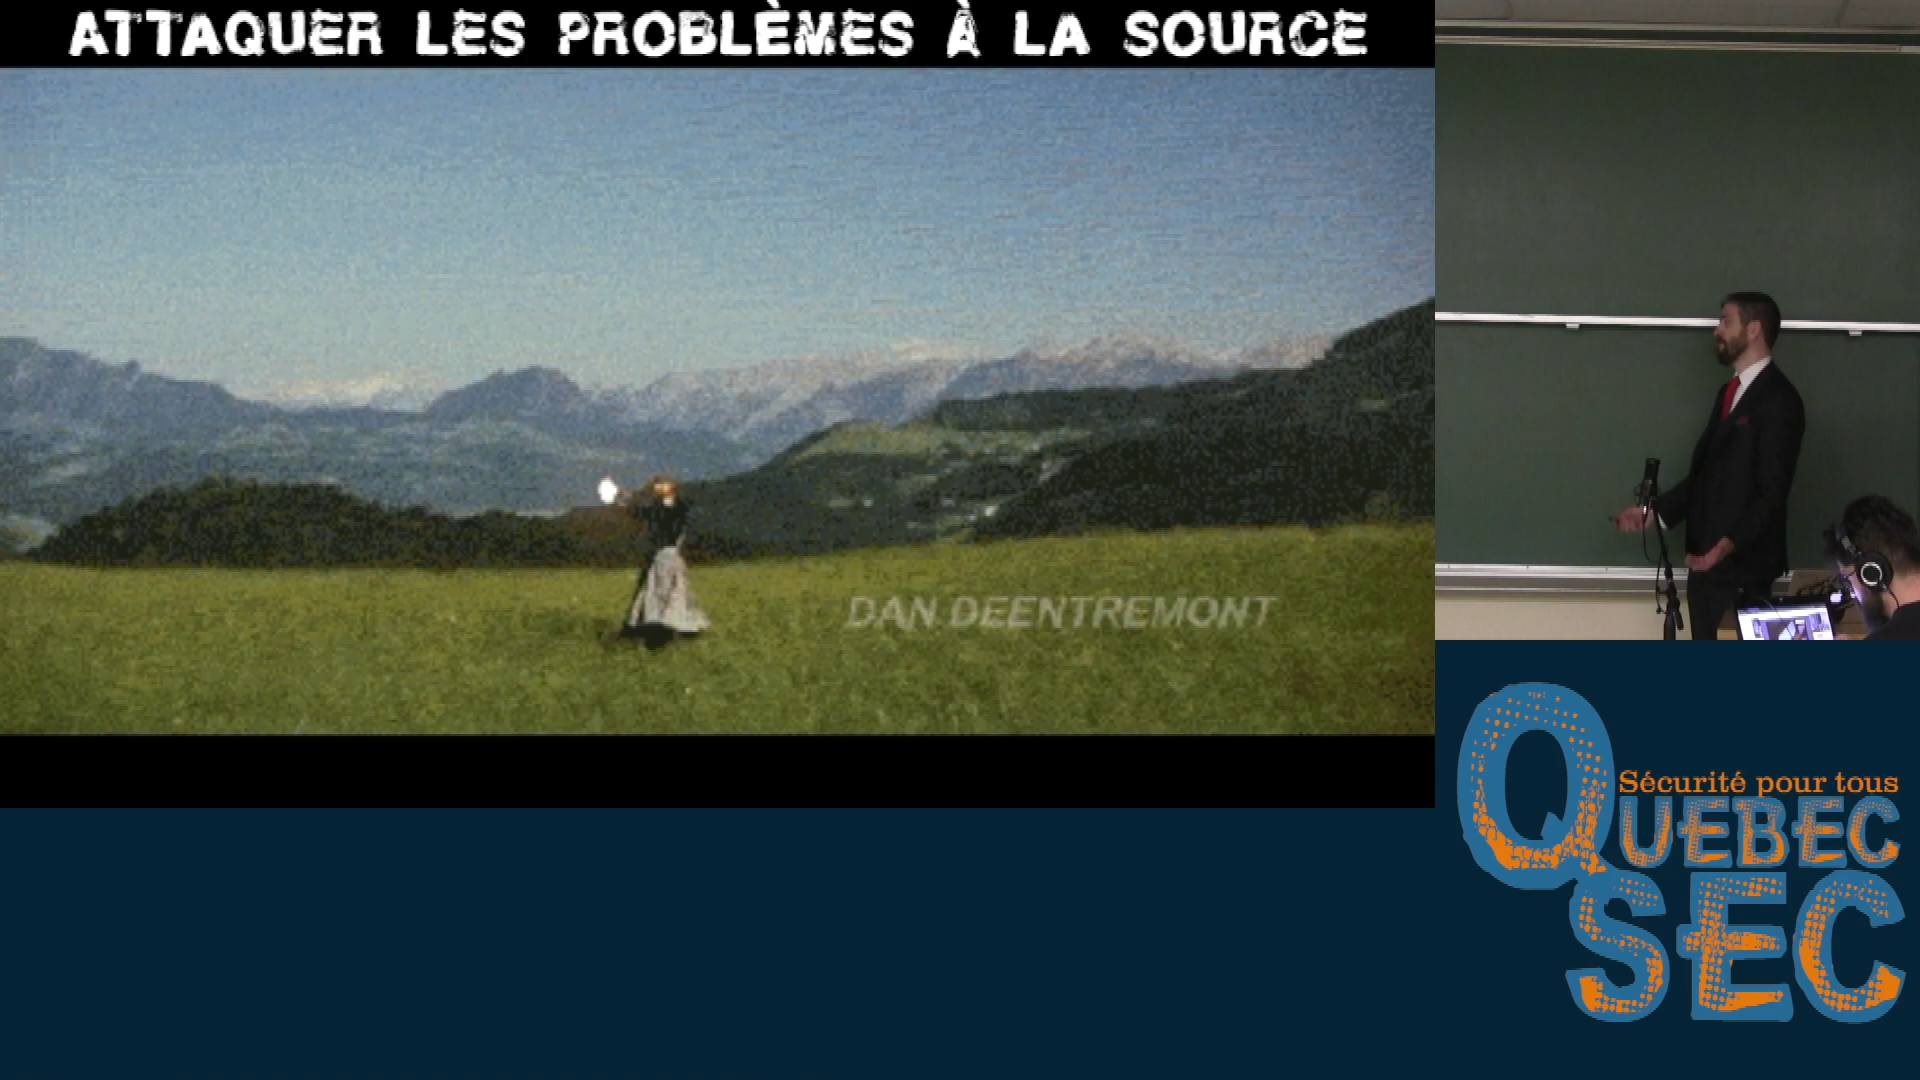 ATTAQUER LES PROBLÈMES À LA SOURCE
DAN DEENTREMONT
Sécurité pour tous
QUEBEC
SEC